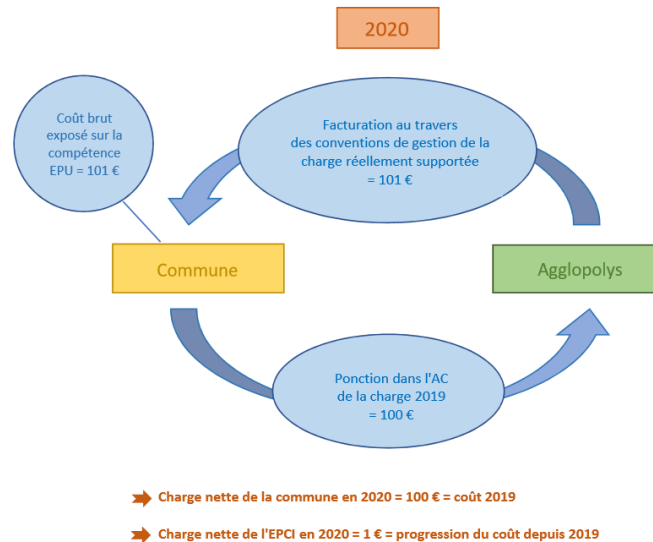 2020
Coût brut
exposé sur la
compétence
EPU = 101 €
Facturation au travers
des conventions de gestion de la
charge réellement supportée
= 101 €
Commune
Agglopolys
Ponction dans l'AC
de la charge 2019
= 100 €
Charge nette de la commune en 2020 = 100 € = coût 2019
Charge nette de l'EPCI en 2020 = 1 € = progression du coût depuis 2019